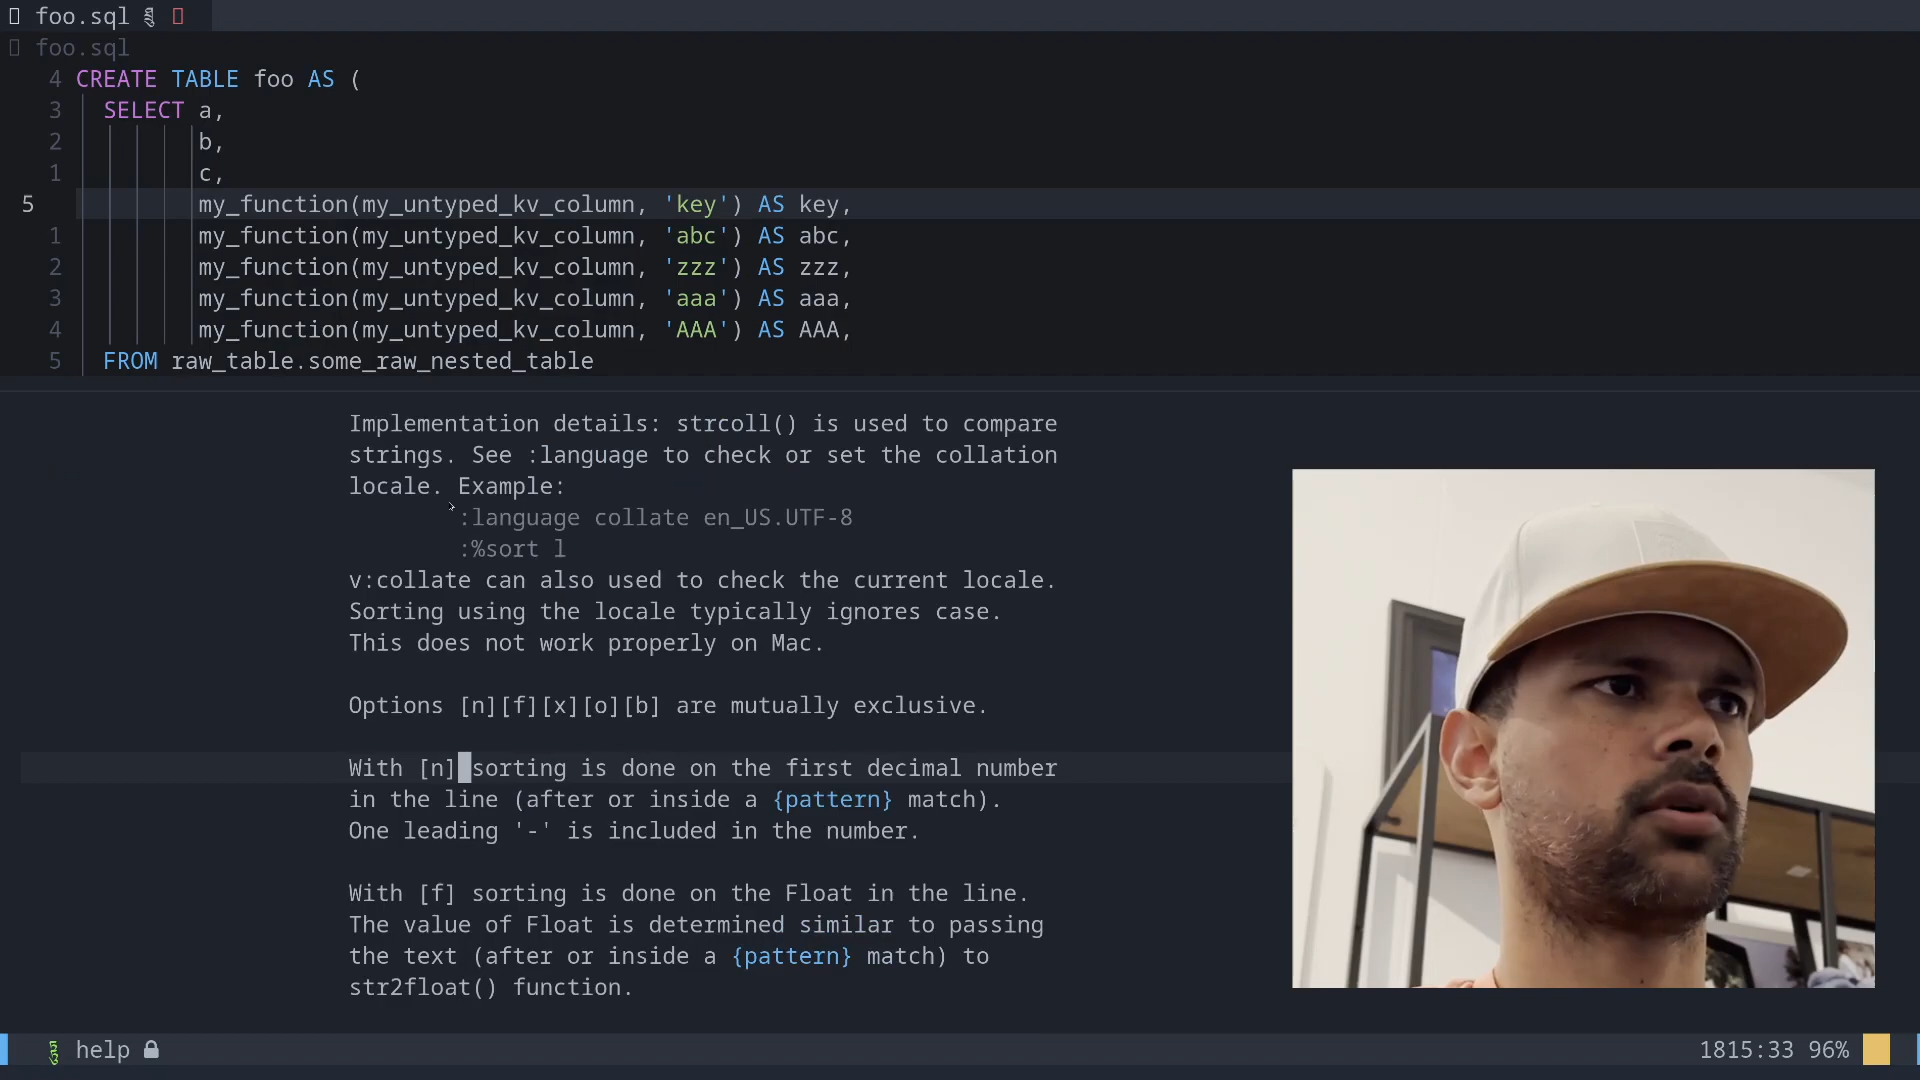 foo.sql
foo.sql
4 CREATE TABLE foo AS (
3 SELECT a,
2 b,
1 c,
5 my_function(my_untyped_kv_column, 'key') AS key,
1 my_function(my_untyped_kv_column, 'abc') AS abc,
2 my_function(my_untyped_kv_column, 'zzz') AS zzz,
3 my_function(my_untyped_kv_column, 'aaa') AS aaa,
4 my_function(my_untyped_kv_column, 'AAA') AS AAA,
5 FROM raw_table.some_raw_nested_table
Implementation details: strcoll() is used to compare
strings. See :language to check or set the collation
locale. Example:
:language collate en_US.UTF-8
:%sort l
v:collate can also used to check the current locale.
Sorting using the locale typically ignores case.
This does not work properly on Mac.
Options [n][f][x][o][b] are mutually exclusive.
With [n] sorting is done on the first decimal number
in the line (after or inside a {pattern} match).
One leading '-' is included in the number.
With [f] sorting is done on the Float in the line.
The value of Float is determined similar to passing
the text (after or inside a {pattern} match) to
str2float() function.
help 1815:33 96%